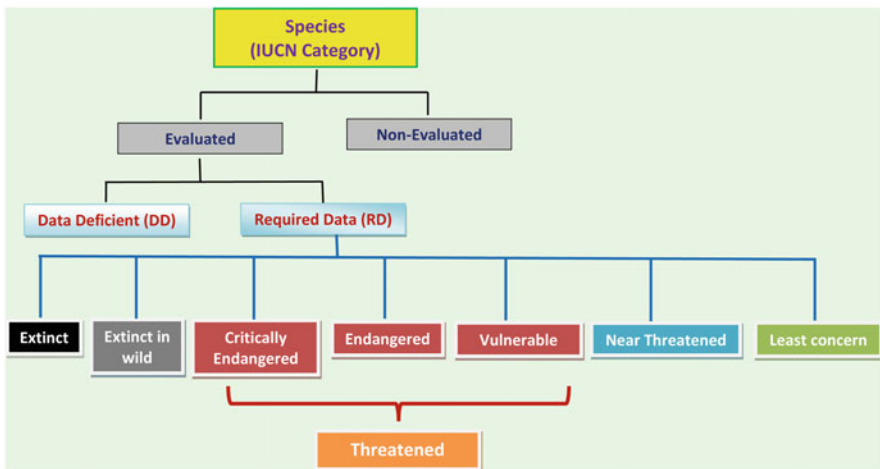 Species
(IUCN Category)
Evaluated
Non-Evaluated
Data Deficient (DD)
Required Data (RD)
Extinct
Extinct in
wild
Critically
Endangered
Endangered
Vulnerable
Near Threatened
Least concern
Threatened